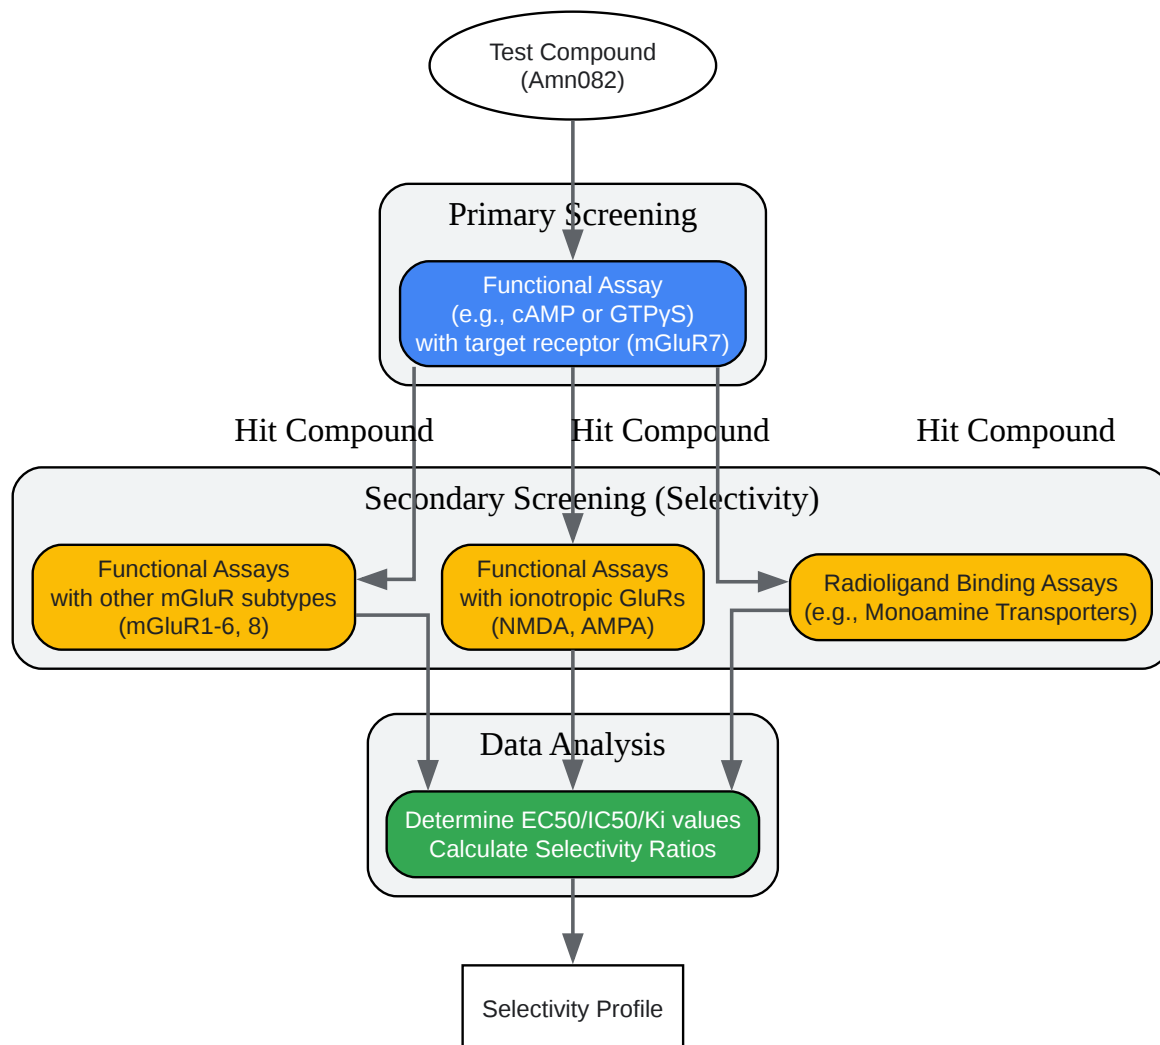 Test Compound
(Amn082)
Primary Screening
Functional Assay
(e.g., cAMP or GTPγS)
with target receptor (mGluR7)
Hit Compound
Hit Compound
Hit Compound
Secondary Screening (Selectivity)
Functional Assays
with other mGluR subtypes
(mGluR1-6, 8)
Functional Assays
with ionotropic GluRs
(NMDA, AMPA)
Radioligand Binding Assays
(e.g., Monoamine Transporters)
Data Analysis
Determine EC50/IC50/Ki values
Calculate Selectivity Ratios
Selectivity Profile